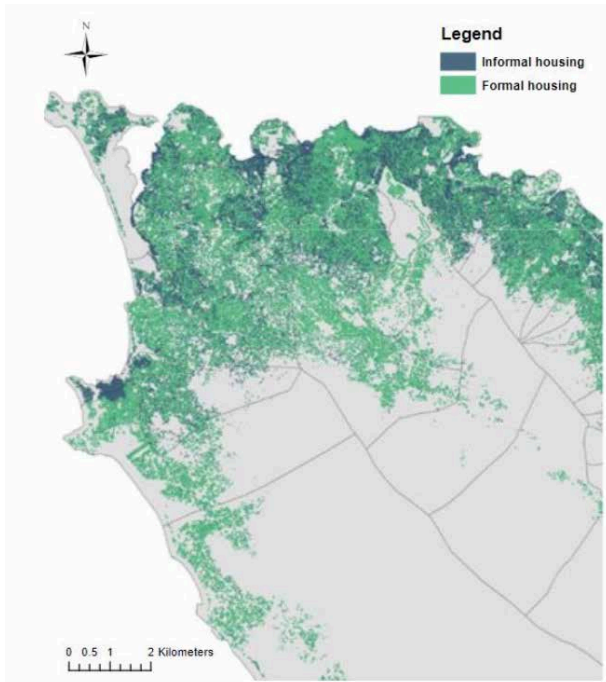 N
Legend
Informal housing
Formal housing
0 0.5 1 2 Kilometers